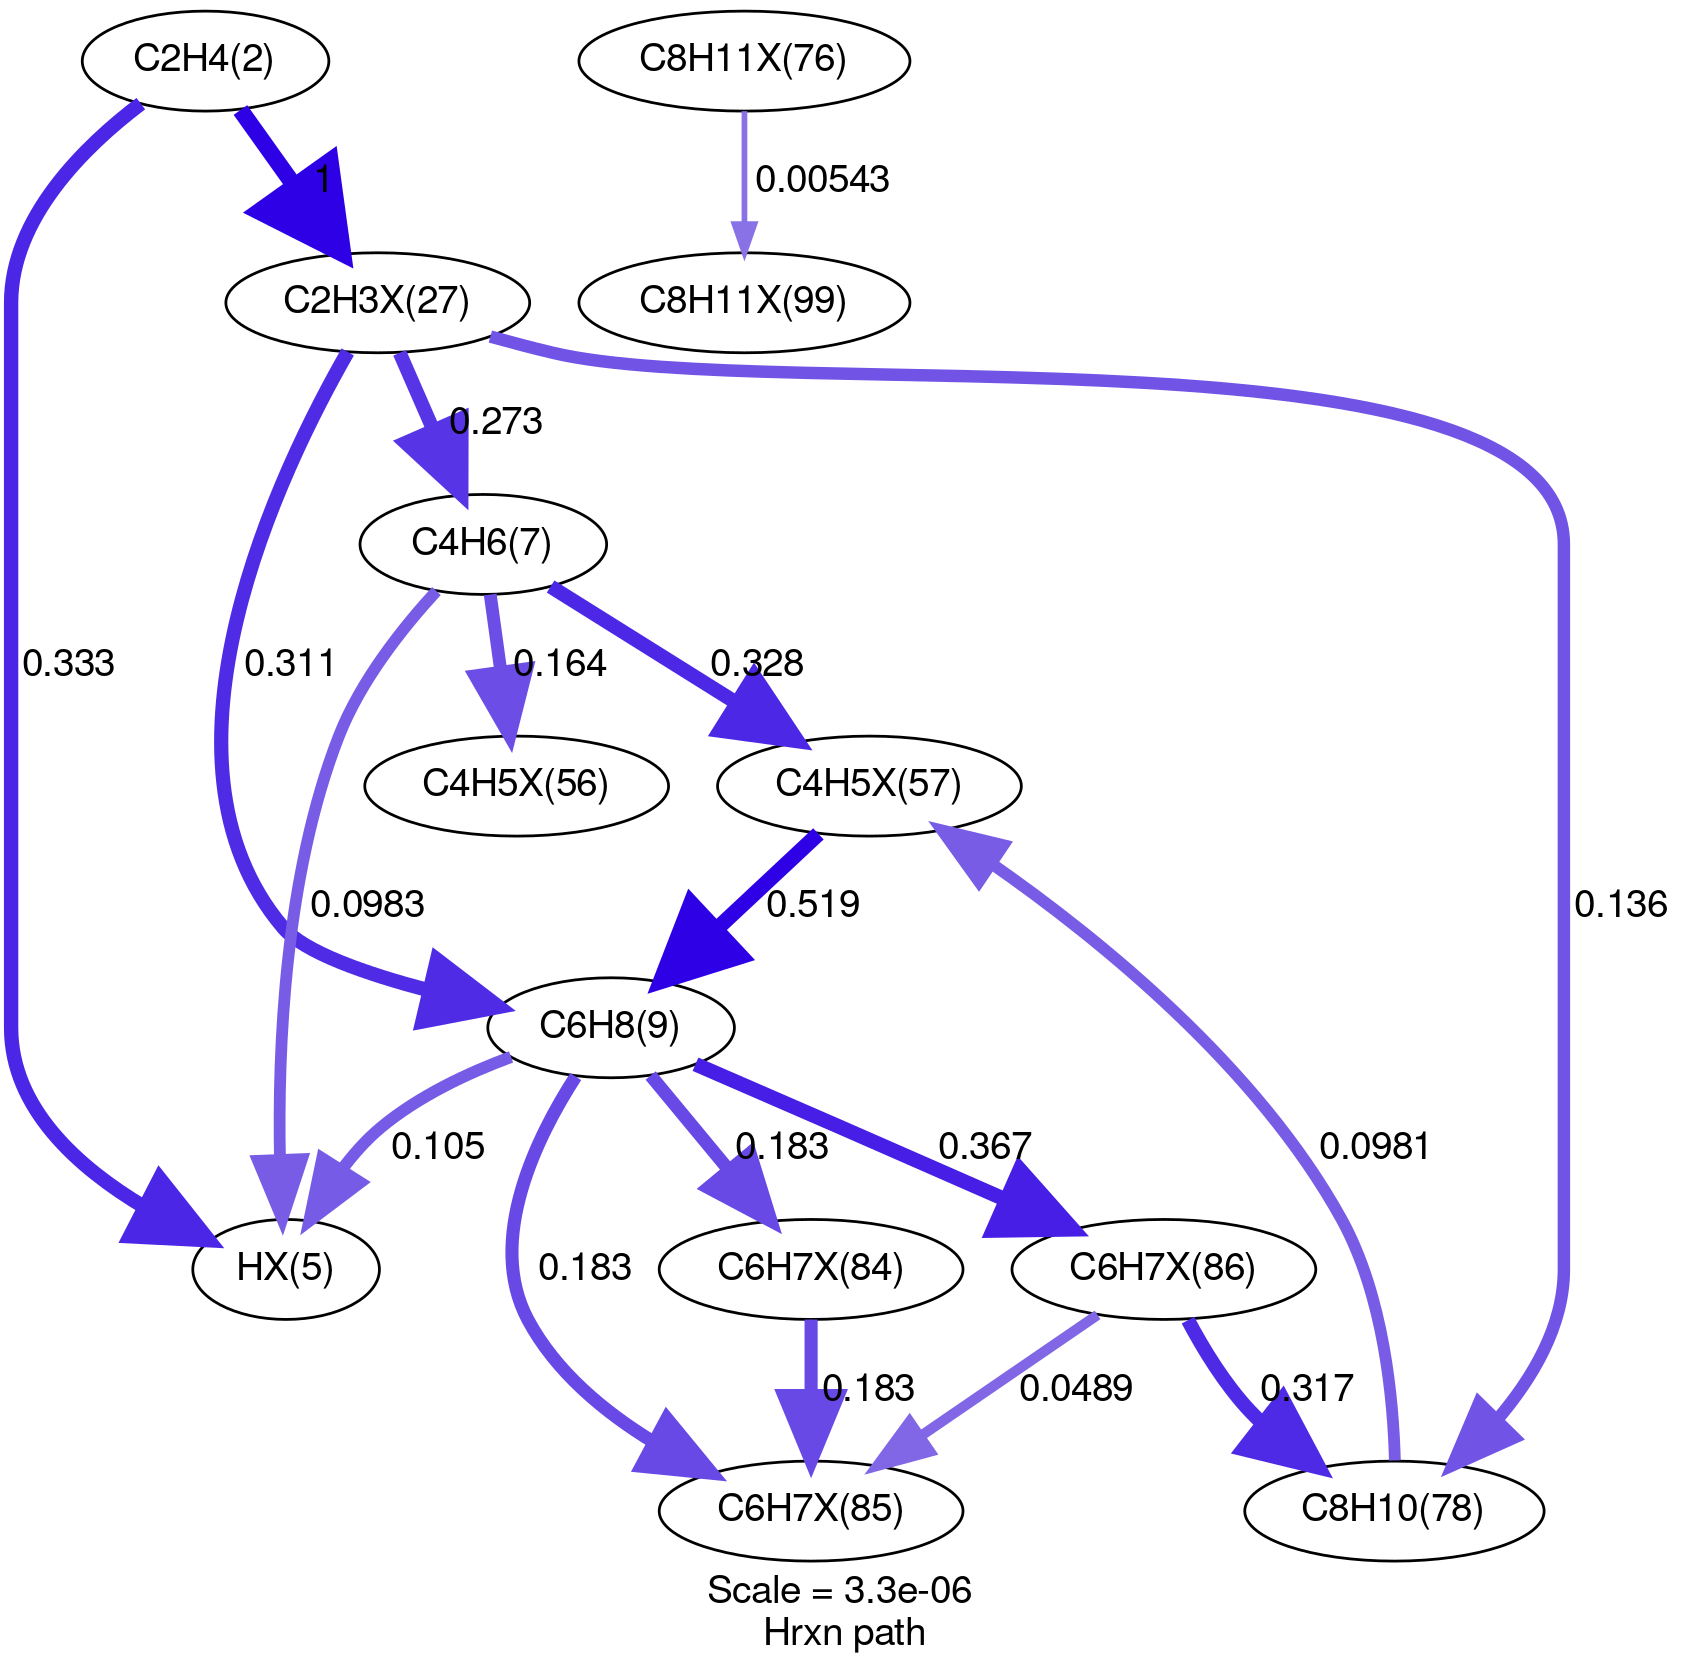 C2H4(2)
C8H11X(76)
1
0.00543
C2H3X(27)
C8H11X(99)
0.273
C4H6(7)
0.333
0.311
0.164
0.328
C4H5X(56)
C4H5X(57)
0.0983
0.519
0.136
C6H8(9)
0.105
0.183
0.367
0.0981
HX(5)
0.183
C6H7X(84)
C6H7X(86)
0.183
0.0489
0.317
C6H7X(85)
C8H10(78)
Scale = 3.3e-06
Hrxn path